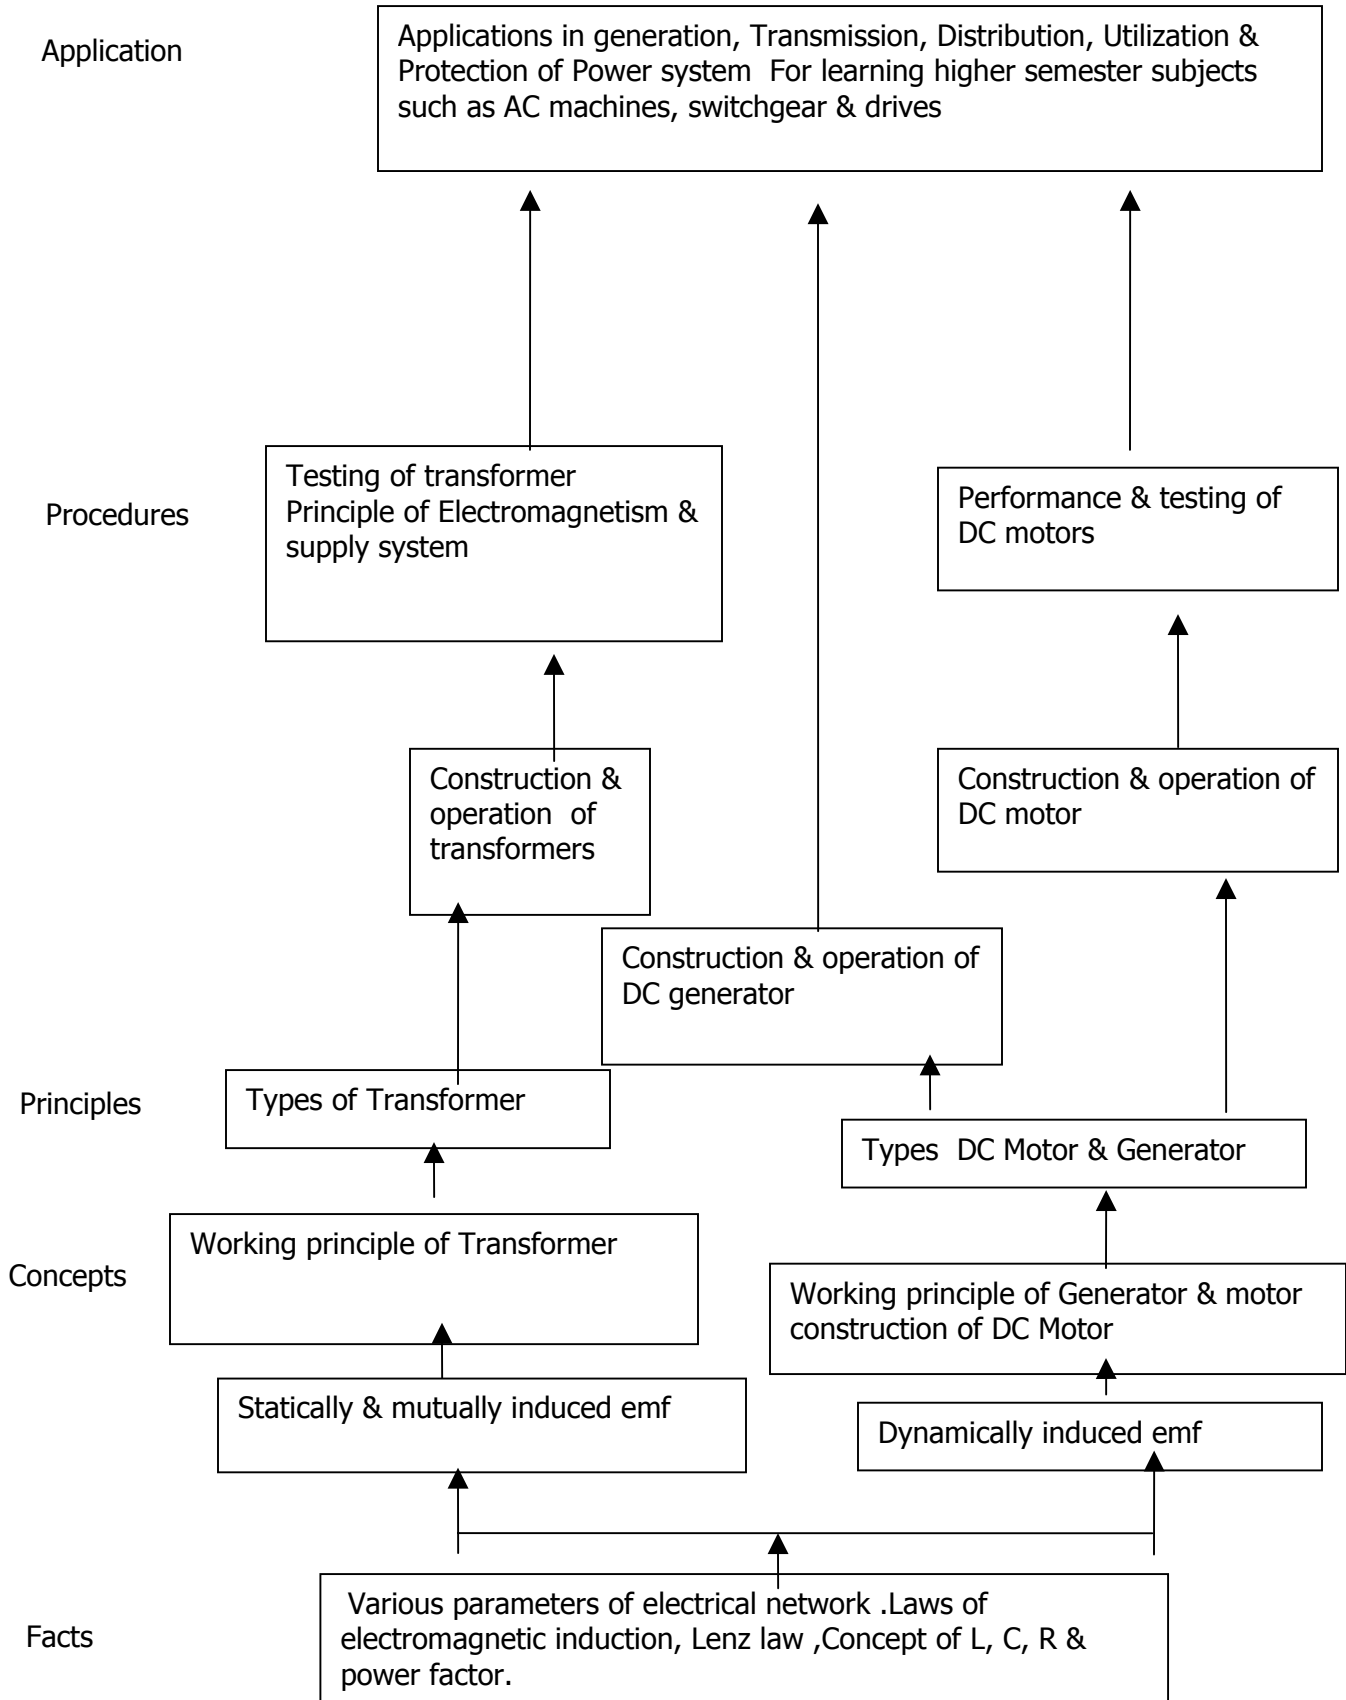 Application
Applications in generation, Transmission, Distribution, Utilization &
Protection of Power system  For learning higher semester subjects
such as AC machines, switchgear & drives
Procedures
Testing of transformer
Principle of Electromagnetism &
supply system
Performance & testing of
DC motors
Construction &
operation  of
transformers
Construction & operation of
DC motor
Construction & operation of
DC generator
Principles
Types of Transformer
Types  DC Motor & Generator
Concepts
Working principle of Transformer
Working principle of Generator & motor
construction of DC Motor
Statically & mutually induced emf
Dynamically induced emf
Facts
Various parameters of electrical network .Laws of
electromagnetic induction, Lenz law ,Concept of L, C, R &
power factor.